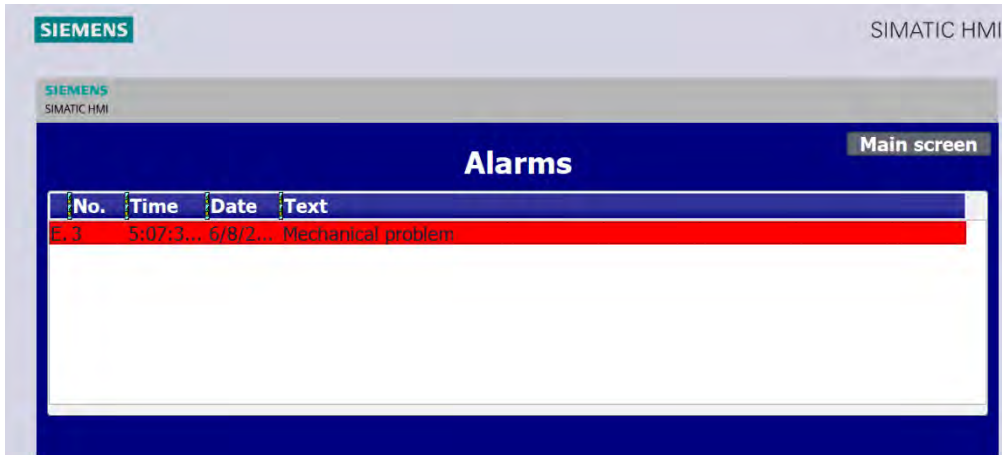 SIEMENS SIMATIC HMI
SIEMENS
SIMATIC HMI
Main screen
Alarms
No. Time Date Text
E. 3 5:07:3... 6/8/2... Mechanical problem